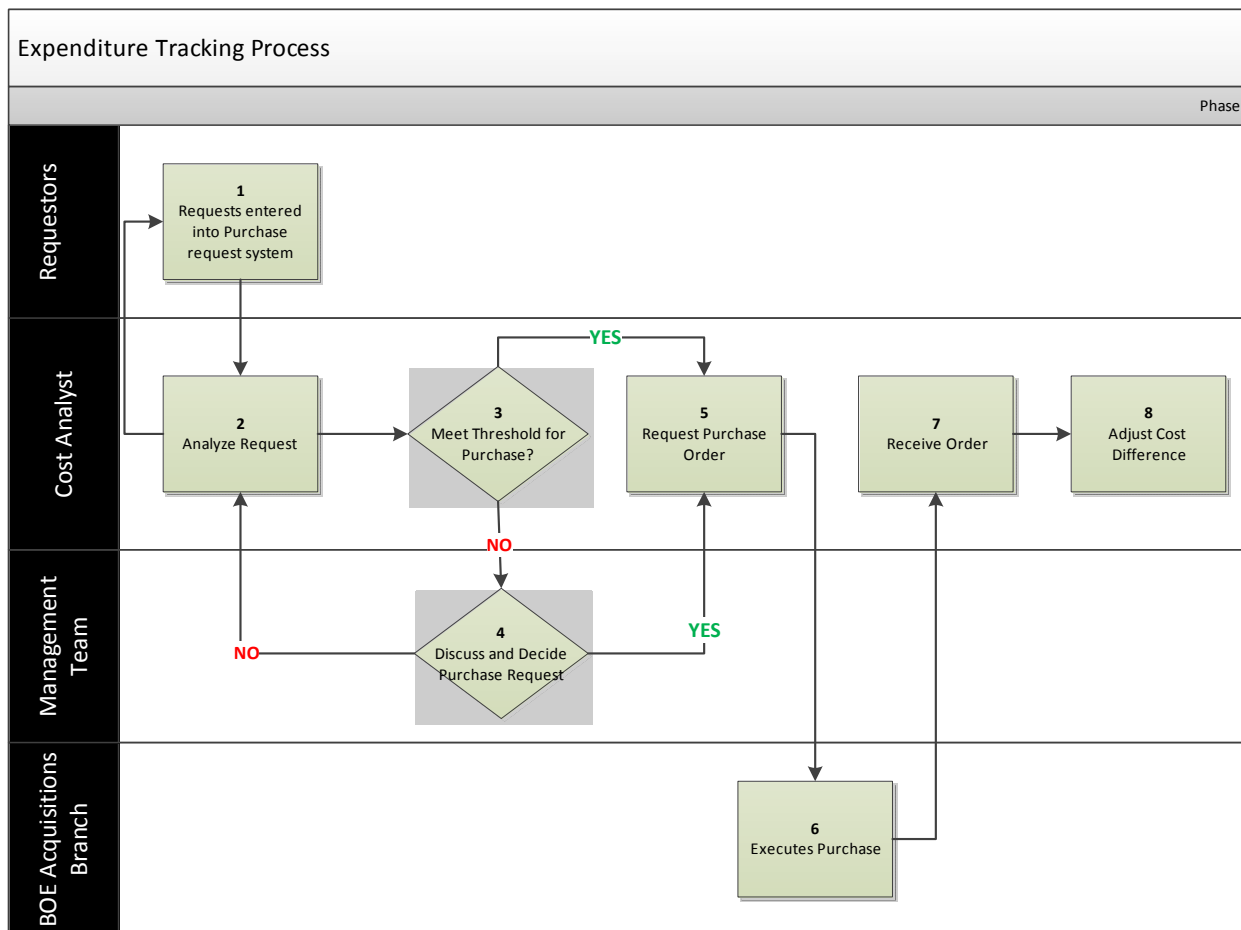 Expenditure Tracking Process
Phase
Requestors
1
Requests entered
into Purchase
request system
Cost Analyst
2
Analyze Request
3
Meet Threshold for
Purchase?
YES
5
Request Purchase
Order
7
Receive Order
8
Adjust Cost
Difference
NO
Management
Team
4
Discuss and Decide
Purchase Request
NO
YES
BOE Acquisitions
Branch
6
Executes Purchase